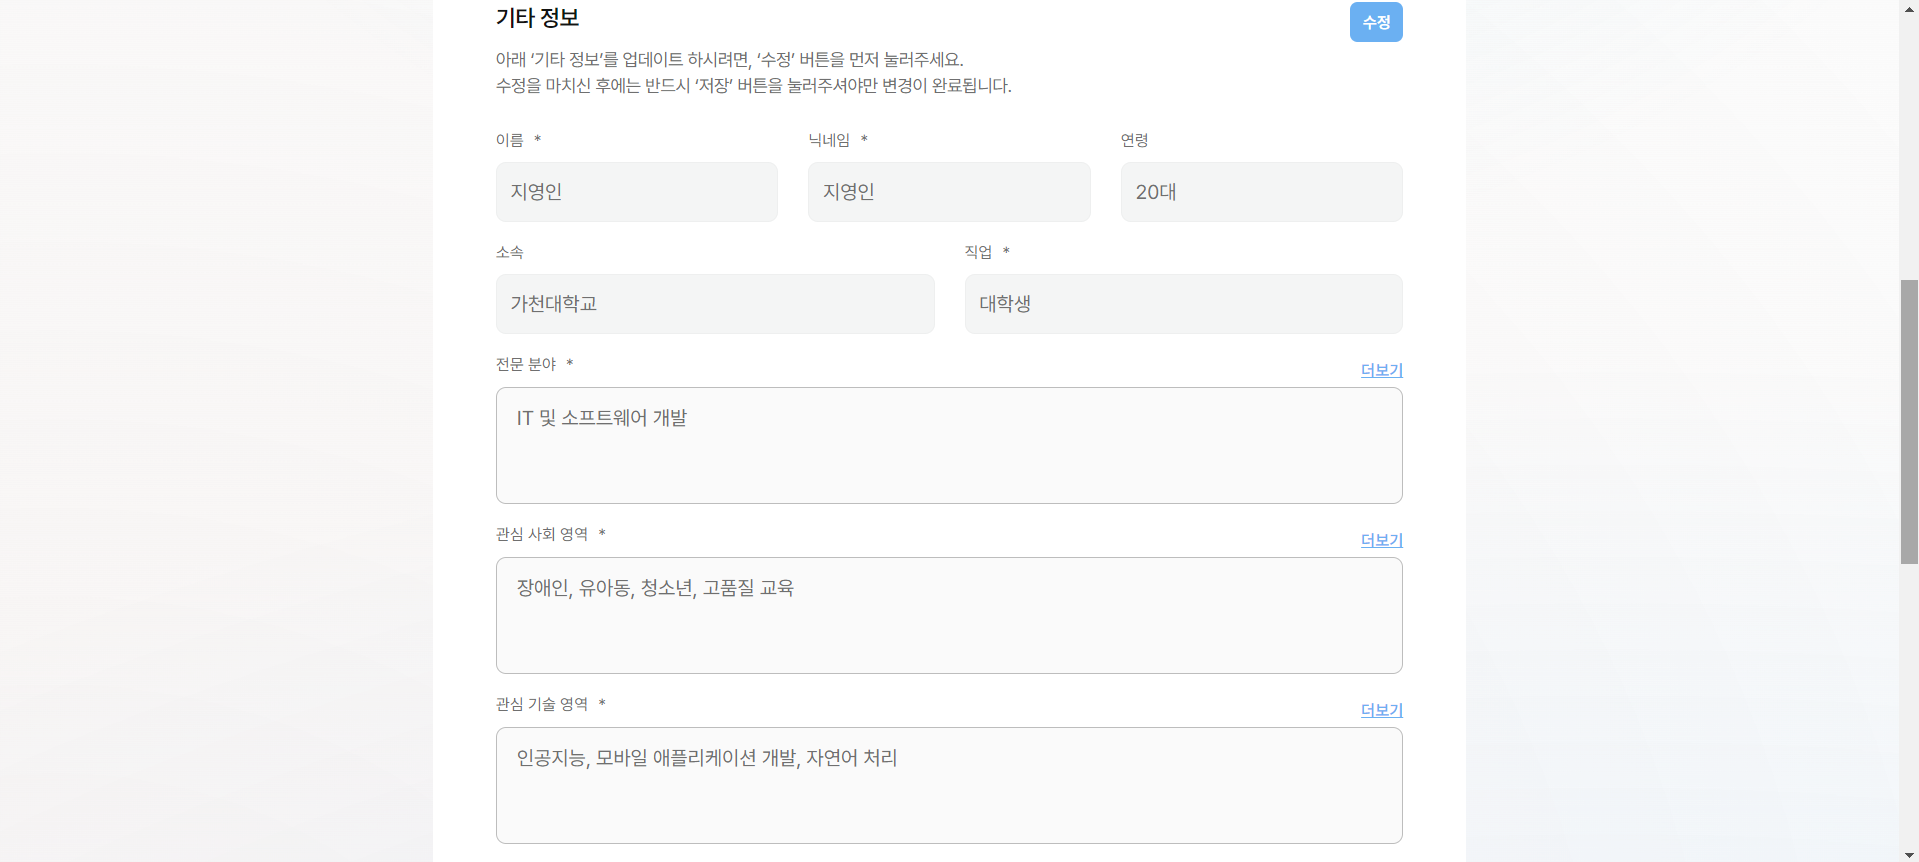 기타 정보
수정
아래 ‘기타 정보’를 업데이트 하시려면, ‘수정’ 버튼을 먼저 눌러주세요.
수정을 마치신 후에는 반드시 ‘저장’ 버튼을 눌러주셔야만 변경이 완료됩니다.
이름 * 닉네임 * 연령
지영인 지영인 20대
소속 직업 *
가천대학교 대학생
전문 분야 * 더보기
IT 및 소프트웨어 개발
관심 사회 영역 * 더보기
장애인, 유아동, 청소년, 고품질 교육
관심 기술 영역 * 더보기
인공지능, 모바일 애플리케이션 개발, 자연어 처리